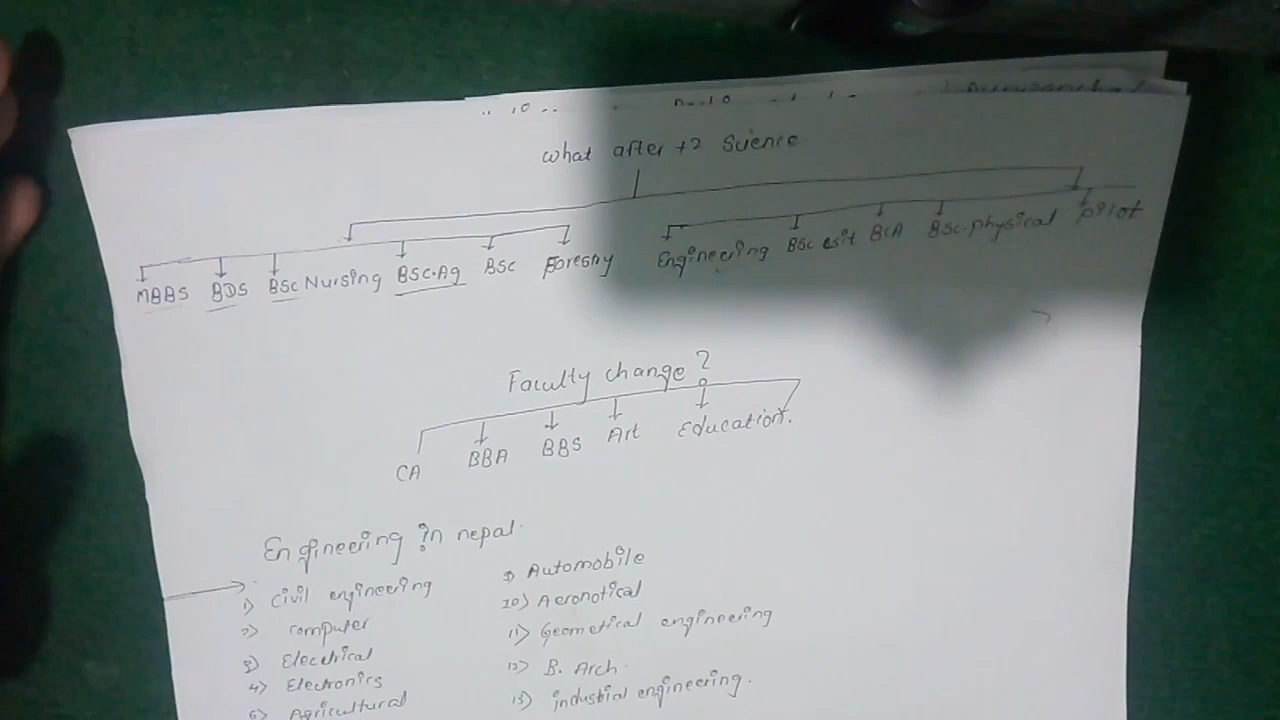 What after +2 Science
MBBS BDS BSc Nursing BSC.Ag BSC Forestry Engineering BSC csit BCA BSC.physical pilot
Faculty change ?
CA BBA BBS Art Education.
Engineering in nepal
1) Civil engineering
2) computer
3) Electrical
4) Electronics
Agricultural
9) Automobile
10) Aeronotical
11) Geometical engineering
12) B. Arch
13) industrial engineering.